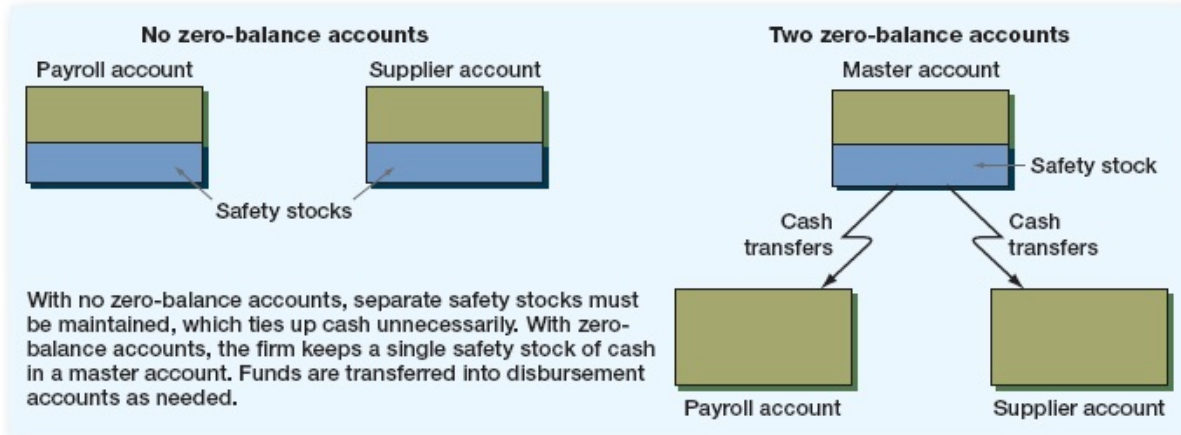 No zero-balance accounts
Payroll account
Supplier account
Safety stocks
With no zero-balance accounts, separate safety stocks must
be maintained, which ties up cash unnecessarily. With zero-
balance accounts, the firm keeps a single safety stock of cash
in a master account. Funds are transferred into disbursement
accounts as needed.
Two zero-balance accounts
Master account
Safety stock
Cash
transfers
Cash
transfers
Payroll account
Supplier account